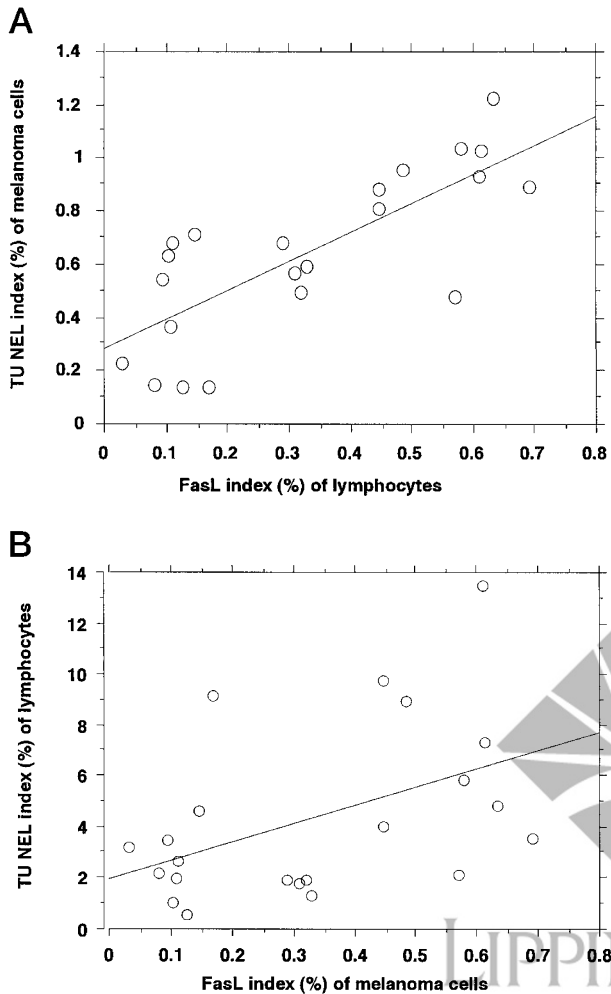 A
TU NEL index (%) of melanoma cells
1.4
1.2
1
0.8
0.6
0.4
0.2
0
0 0.1 0.2 0.3 0.4 0.5 0.6 0.7 0.8
FasL index (%) of lymphocytes
B
TU NEL index (%) of lymphocytes
14
12
10
8
6
4
2
0
0 0.1 0.2 0.3 0.4 0.5 0.6 0.7 0.8
FasL index (%) of melanoma cells
LIPPIN